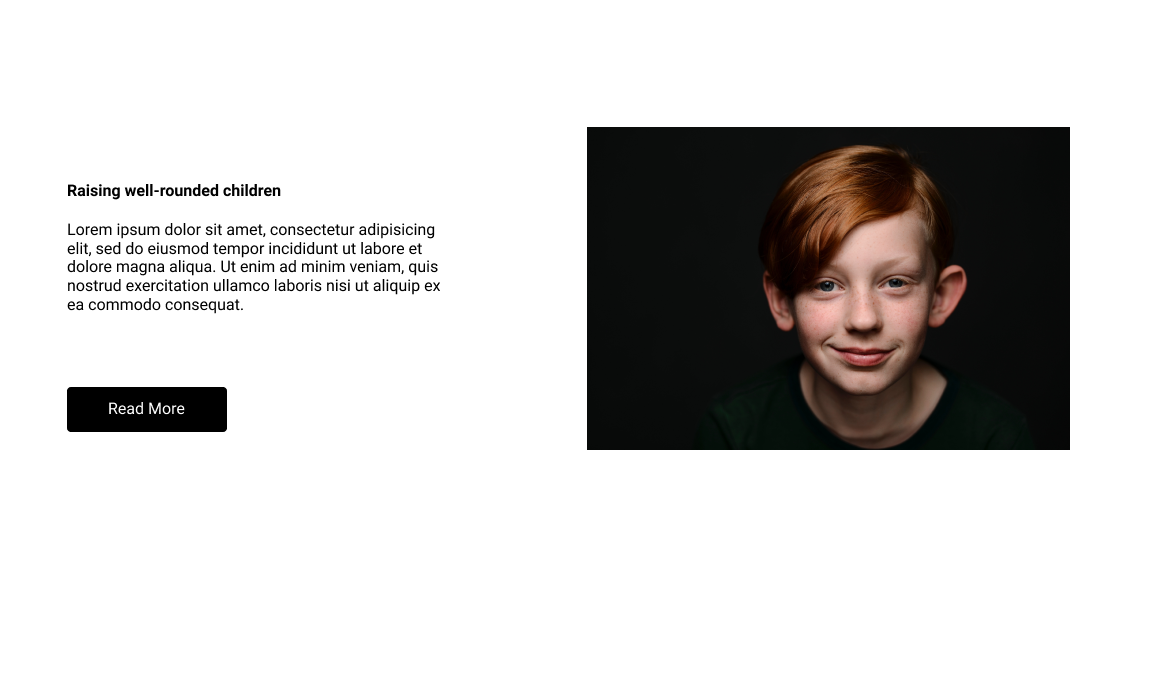 Raising well-rounded children
Lorem ipsum dolor sit amet, consectetur adipisicing
elit, sed do eiusmod tempor incididunt ut labore et
dolore magna aliqua. Ut enim ad minim veniam, quis
nostrud exercitation ullamco laboris nisi ut aliquip ex
ea commodo consequat.
Read More